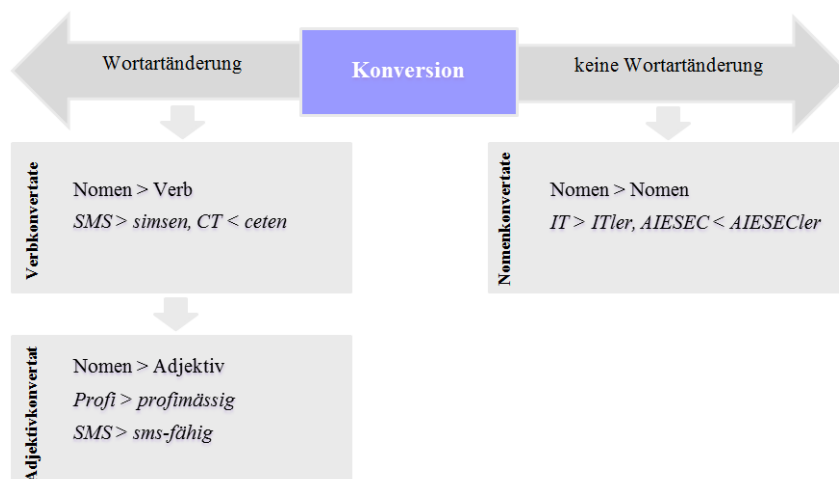 Wortartänderung
Konversion
keine Wortartänderung
Verbkonvertate
Nomen > Verb
SMS > simsen, CT < ceten
Nomenkonvertate
Nomen > Nomen
IT > ITler, AIESEC < AIESECler
Adjektivkonvertat
Nomen > Adjektiv
Profi > profimässig
SMS > sms-fähig